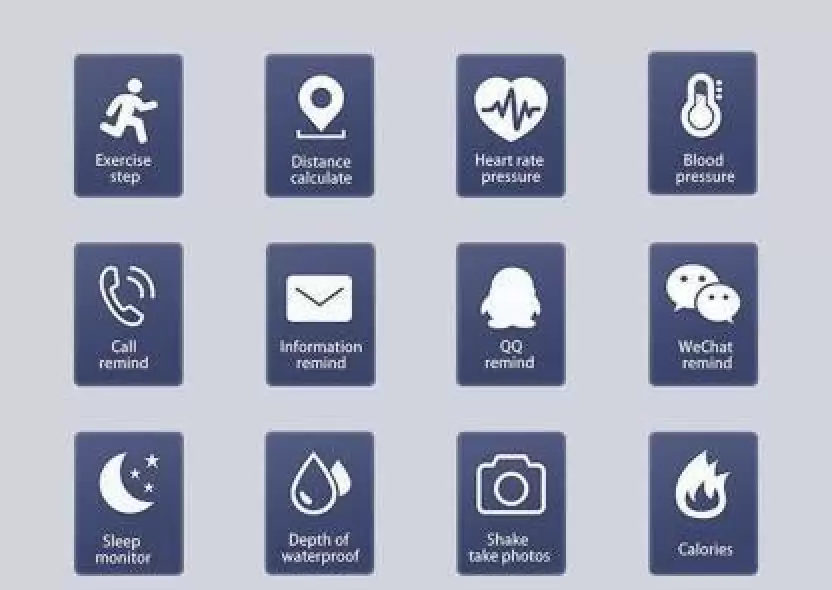 Exercise
step
Distance
calculate
Heart rate
pressure
Blood
pressure
Call
remind
Information
remind
QQ
remind
WeChat
remind
Sleep
monitor
Depth of
waterproof
Shake
take photos
Calories